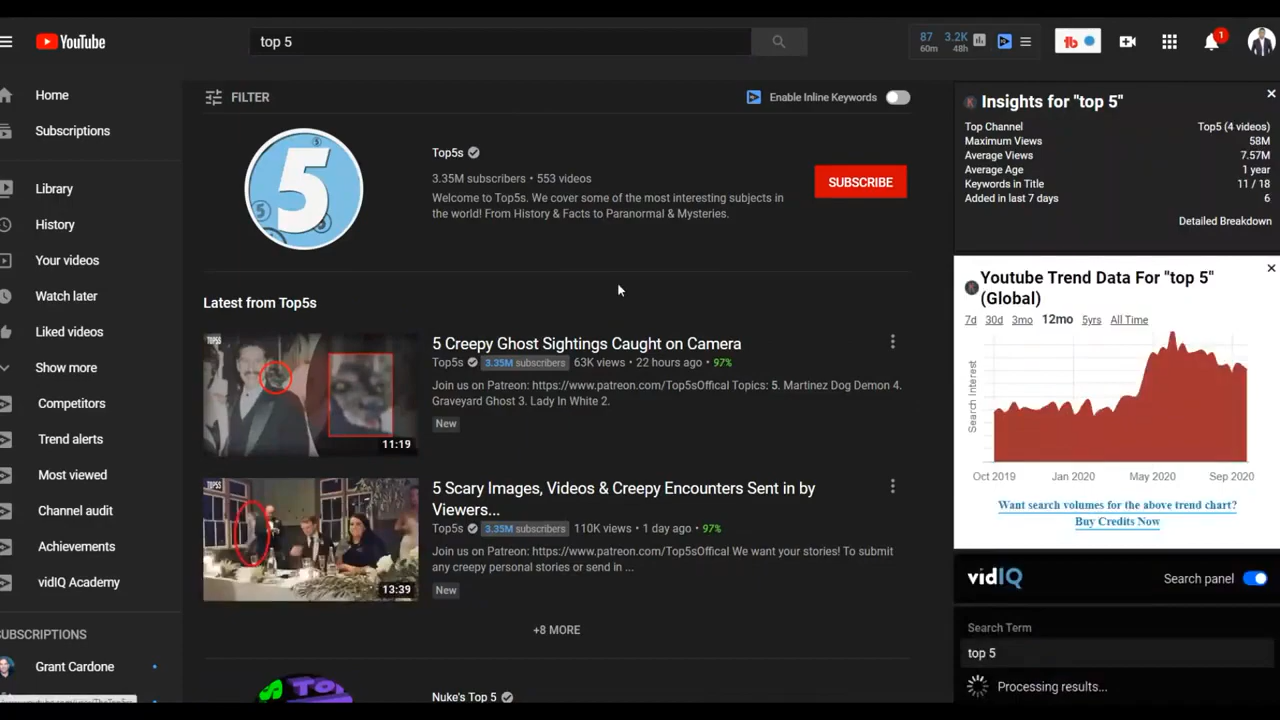 YouTube
top 5
87
60m
3.2K
48h
1
Home
Subscriptions
Library
History
Your videos
Watch later
Liked videos
Show more
Competitors
Trend alerts
Most viewed
Channel audit
Achievements
vidIQ Academy
SUBSCRIPTIONS
Grant Cardone
FILTER
Enable Inline Keywords
5
Top5s
3.35M subscribers • 553 videos
Welcome to Top5s. We cover some of the most interesting subjects in
the world! From History & Facts to Paranormal & Mysteries.
SUBSCRIBE
Latest from Top5s
TOP5S
11:19
5 Creepy Ghost Sightings Caught on Camera
Top5s 3.35M subscribers 63K views • 22 hours ago • 97%
Join us on Patreon: https://www.patreon.com/Top5sOffical Topics: 5. Martinez Dog Demon 4.
Graveyard Ghost 3. Lady In White 2.
New
TOP5S
13:39
5 Scary Images, Videos & Creepy Encounters Sent in by
Viewers...
Top5s 3.35M subscribers 110K views • 1 day ago • 97%
Join us on Patreon: https://www.patreon.com/Top5sOffical We want your stories! To submit
any creepy personal stories or send in ...
New
+8 MORE
TOP
Nuke's Top 5
Insights for "top 5"
Top Channel Top5 (4 videos)
Maximum Views 58M
Average Views 7.57M
Average Age 1 year
Keywords in Title 11 / 18
Added in last 7 days 6
Detailed Breakdown
Youtube Trend Data For "top 5"
(Global)
7d 30d 3mo 12mo 5yrs All Time
Search Interest
Oct 2019 Jan 2020 May 2020 Sep 2020
Want search volumes for the above trend chart?
Buy Credits Now
vidIQ
Search panel
Search Term
top 5
Processing results...